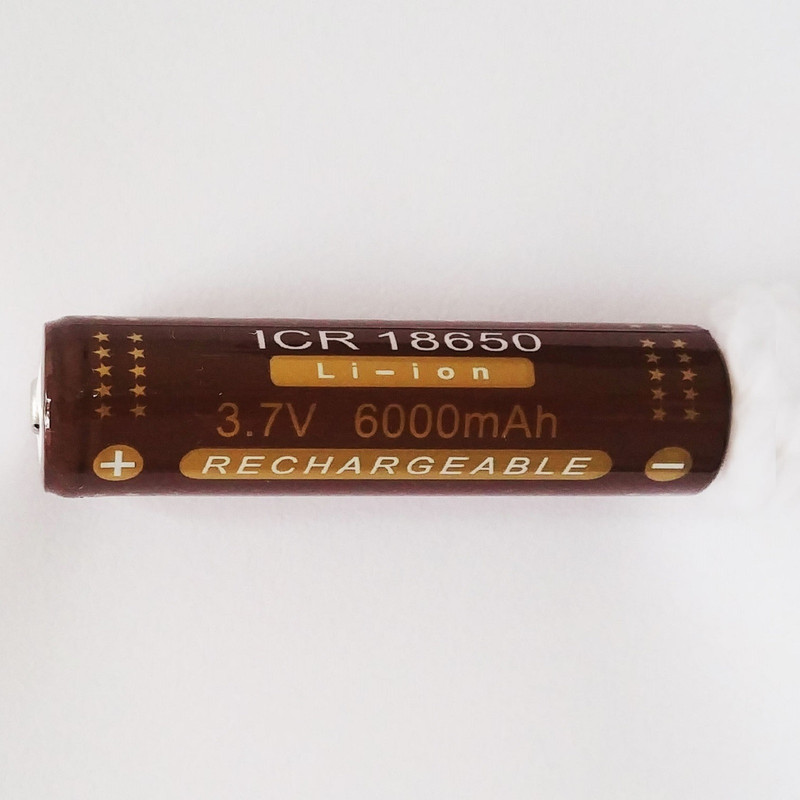 ICR 18650
Li-ion
3.7V 6000mAh
+ RECHARGEABLE -